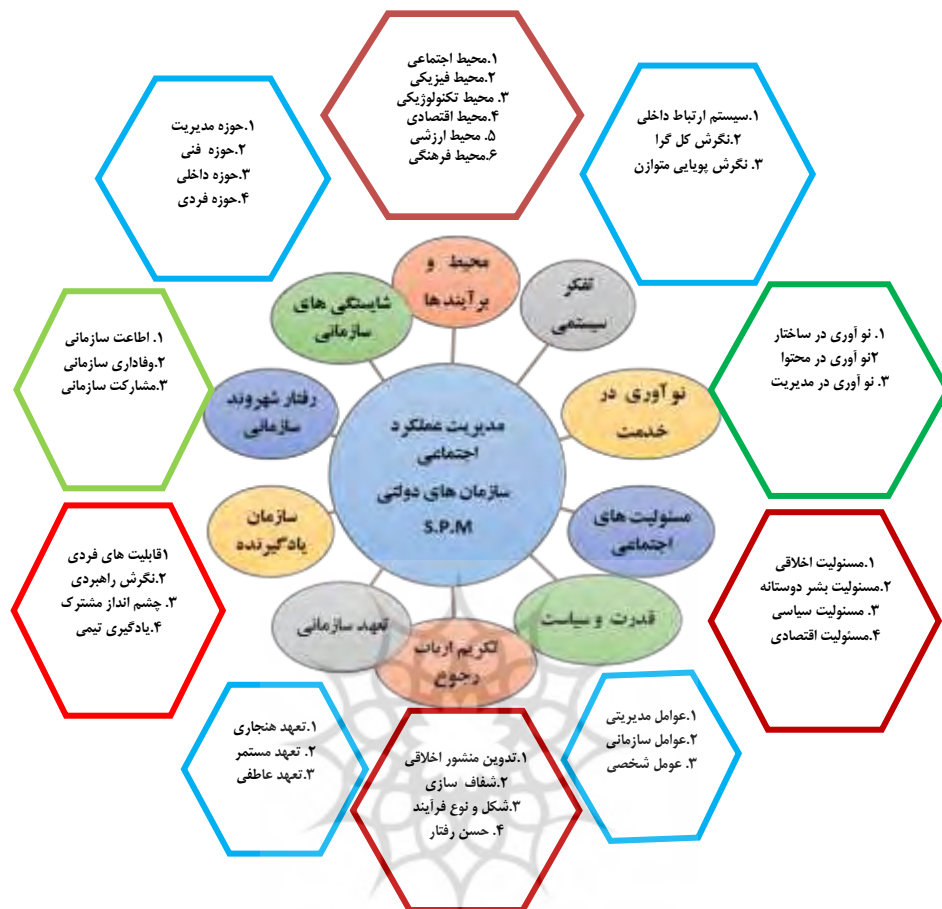 ۱.محیط اجتماعی
۲.محیط فیزیکی
۳. محیط تکنولوژیکی
۴.محیط اقتصادی
۵. محیط ارزشی
۶.محیط فرهنگی
۱.سیستم ارتباط داخلی
۲.نگرش کل گرا
۳. نگرش پویایی متوازن
۱.حوزه مدیریت
۲.حوزه فنی
۳.حوزه داخلی
۴.حوزه فردی
محیط و
برآیندها
تفکر
سیستمی
شایستگی های
سازمانی
۱. نو آوری در ساختار
۲نو آوری در محتوا
۳. نو آوری در مدیریت
۱. اطاعت سازمانی
۲.وفاداری سازمانی
۳.مشارکت سازمانی
نو آوری در
خدمت
رفتار شهروند
سازمانی
مدیریت عملکرد
اجتماعی
سازمان های دولتی
S.P.M
مسئولیت های
اجتماعی
سازمان
یادگیرنده
۱.مسنولیت اخلاقی
۲.مسنولیت بشر دوستانه
۳. مسنولیت سیاسی
۴.مسئولیت اقتصادی
۱قابلیت های فردی
۲.نگرش راهبردی
۳. چشم انداز مشترک
۴.یادگیری تیمی
قدرت و سیاست
تعهد سازمانی
تکریم ارباب
رجوع
۱.عوامل مدیریتی
۲.عوامل سازمانی
۳. عومل شخصی
۱.تعهد هنجاری
۲. تعهد مستمر
۳.تعهد عاطفی
۱.تدوین منشور اخلاقی
۲.شفاف سازی
۳.شکل و نوع فرآیند
۴. حسن رفتار